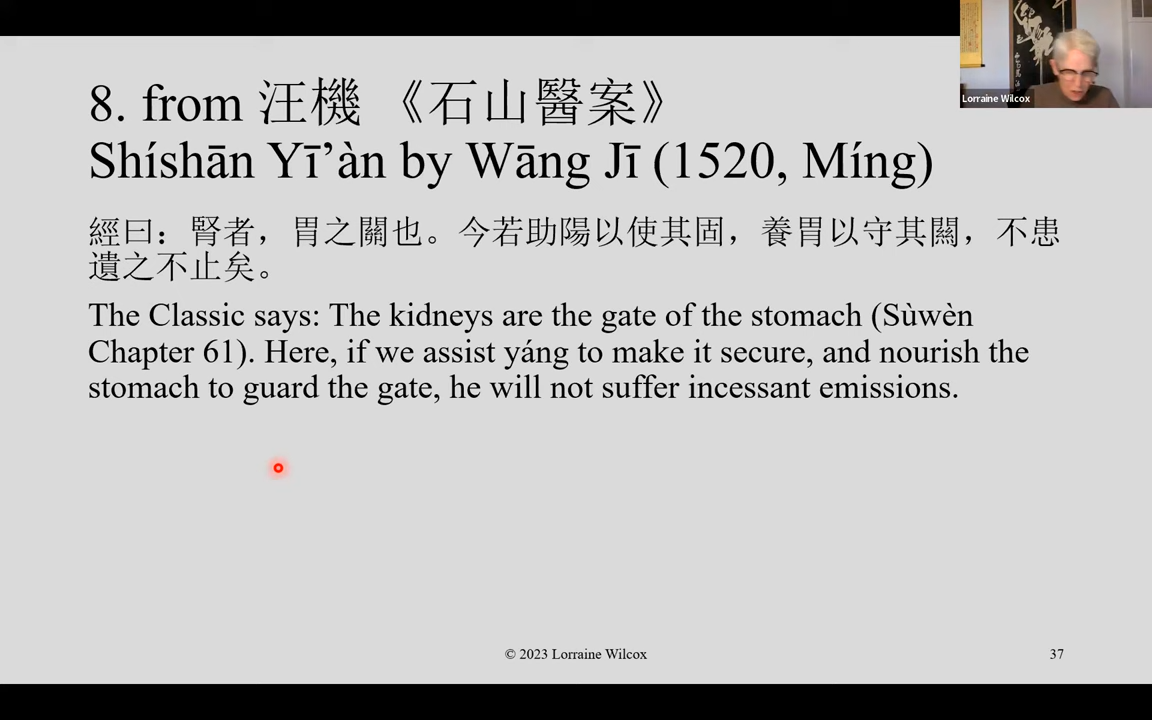 8. from 汪機 《石山醫案》
Shíshān Yī’àn by Wāng Jī (1520, Míng)
經曰：腎者，胃之關也。今若助陽以使其固，養胃以守其關，不患
遺之不止矣。
The Classic says: The kidneys are the gate of the stomach (Sùwèn
Chapter 61). Here, if we assist yáng to make it secure, and nourish the
stomach to guard the gate, he will not suffer incessant emissions.
Lorraine Wilcox
© 2023 Lorraine Wilcox
37